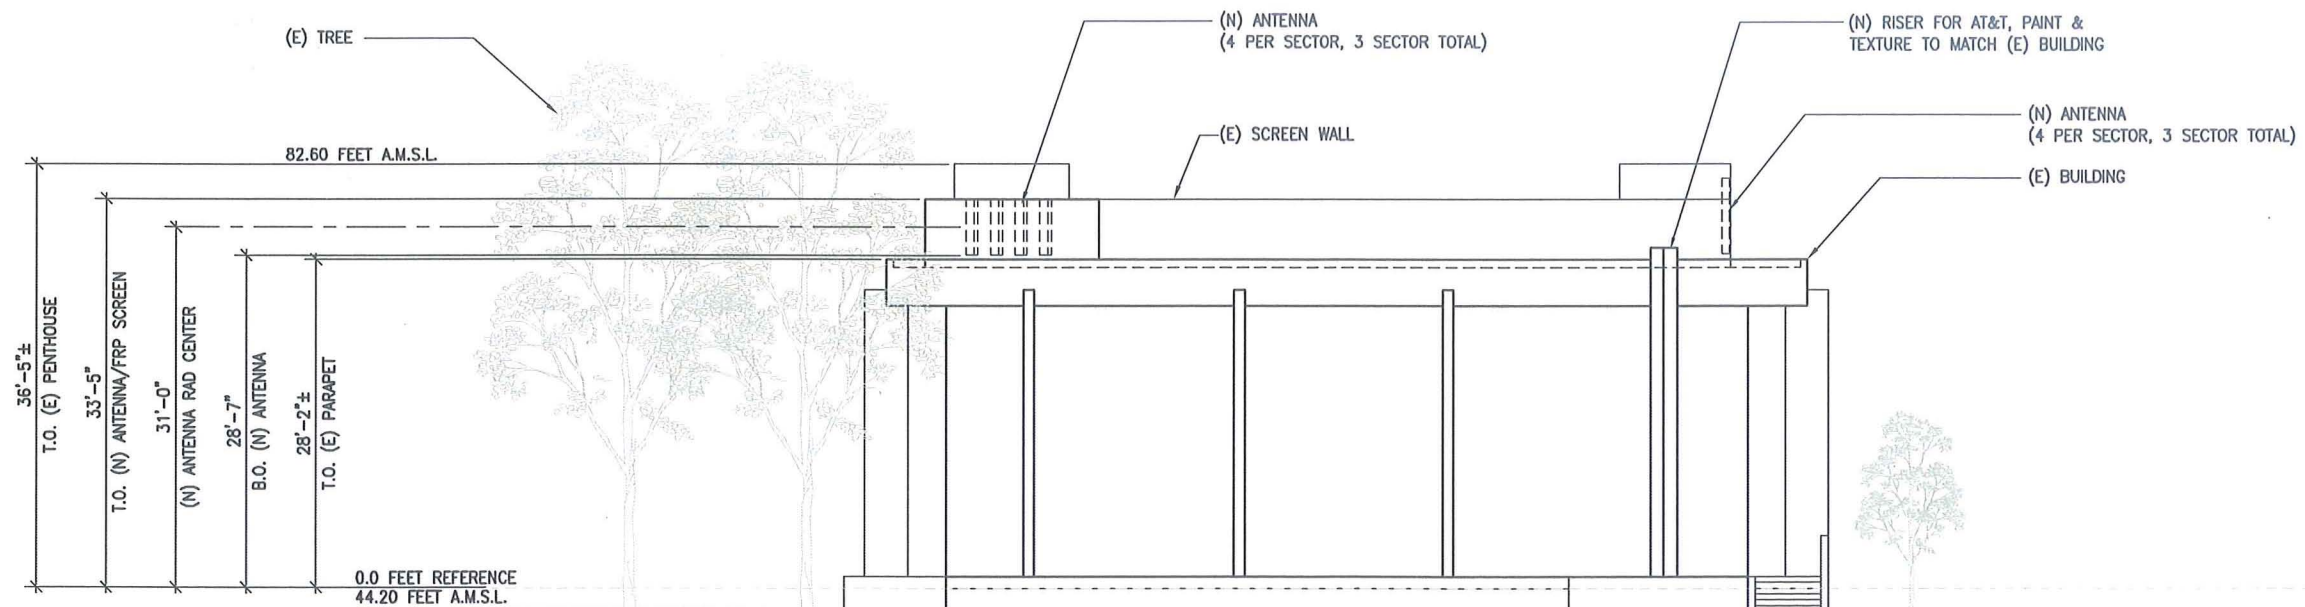 (E) TREE
(N) ANTENNA
(4 PER SECTOR, 3 SECTOR TOTAL)
(N) RISER FOR AT&T, PAINT &
TEXTURE TO MATCH (E) BUILDING
(N) ANTENNA
(4 PER SECTOR, 3 SECTOR TOTAL)
(E) SCREEN WALL
(E) BUILDING
82.60 FEET A.M.S.L.
36'-5"±
T.O. (E) PENTHOUSE
33'-5"
T.O. (N) ANTENNA/FRP SCREEN
31'-0"
(N) ANTENNA RAD CENTER
28'-7"
B.O. (N) ANTENNA
28'-2"±
T.O. (E) PARAPET
0.0 FEET REFERENCE
44.20 FEET A.M.S.L.